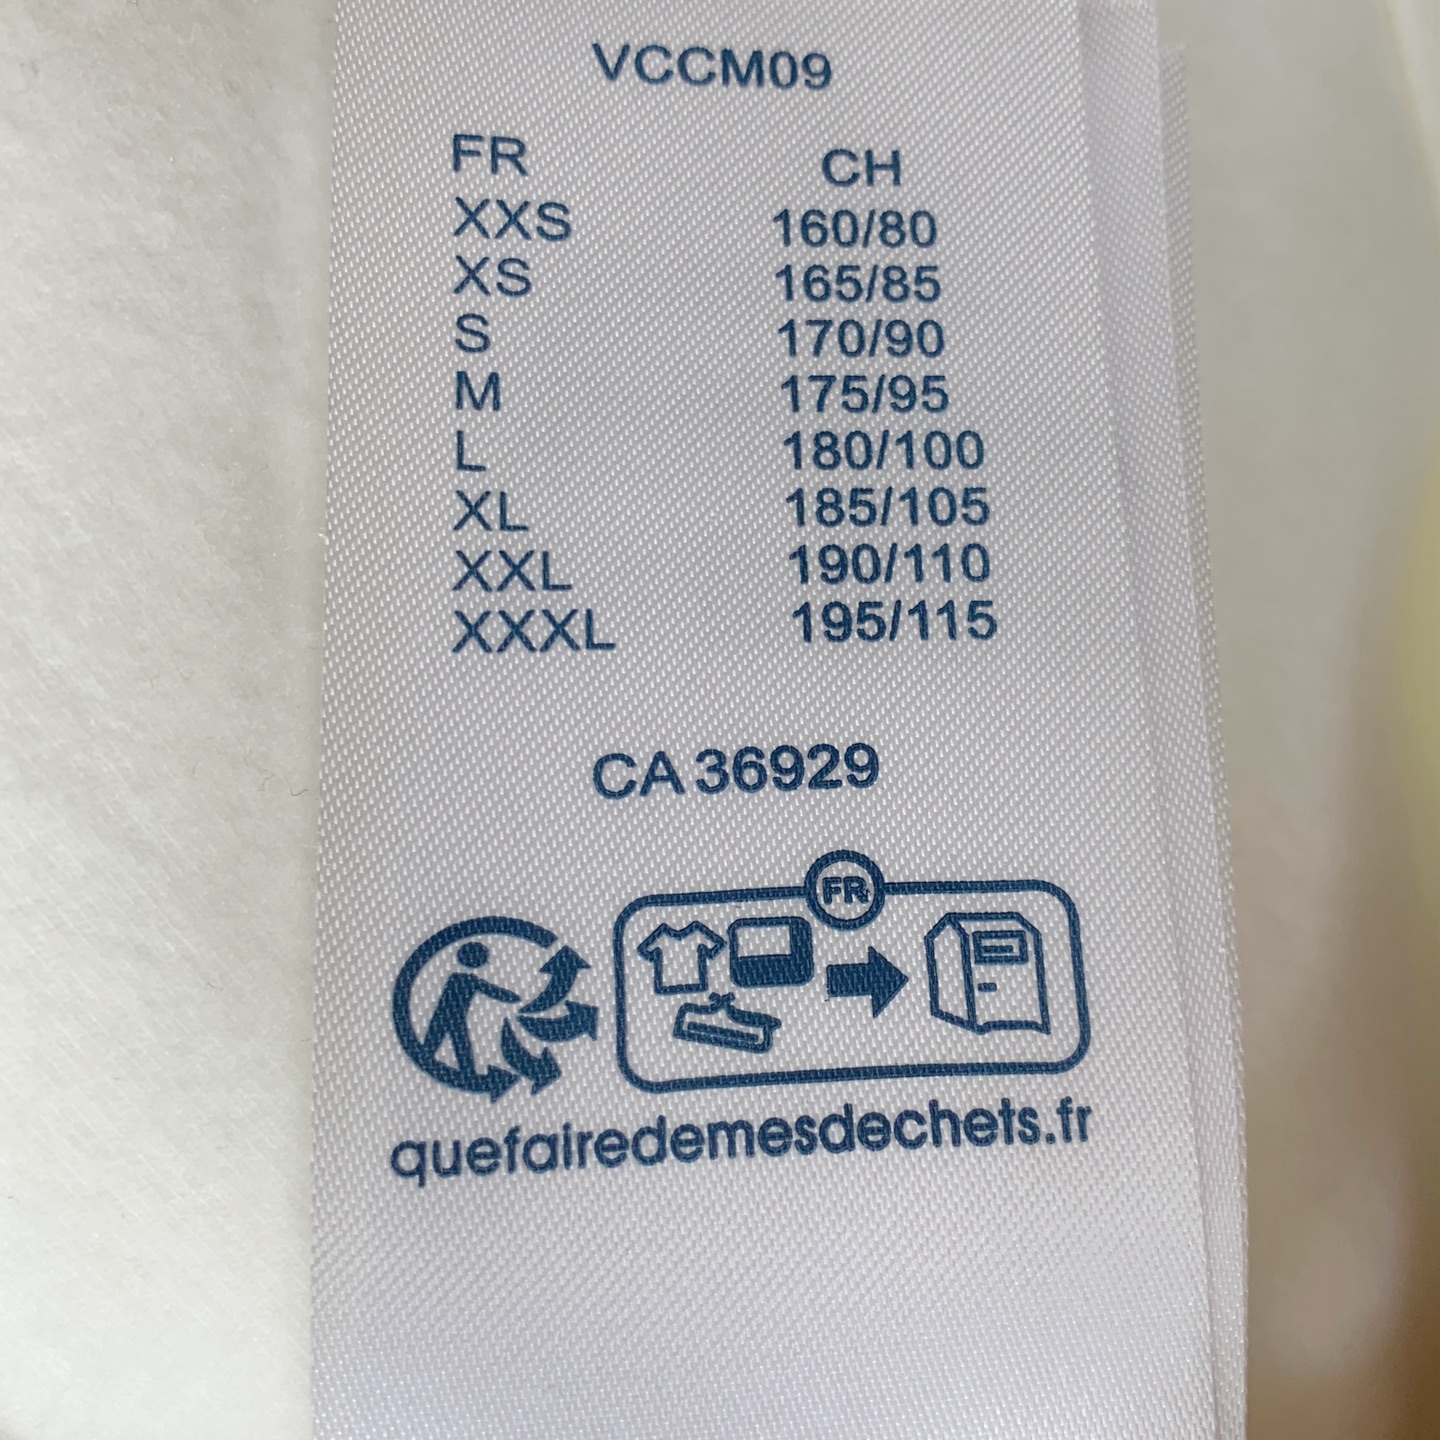 VCCM09
FR CH
XXS 160/80
XS 165/85
S 170/90
M 175/95
L 180/100
XL 185/105
XXL 190/110
XXXL 195/115
CA 36929
FR
quefairedemesdechets.fr